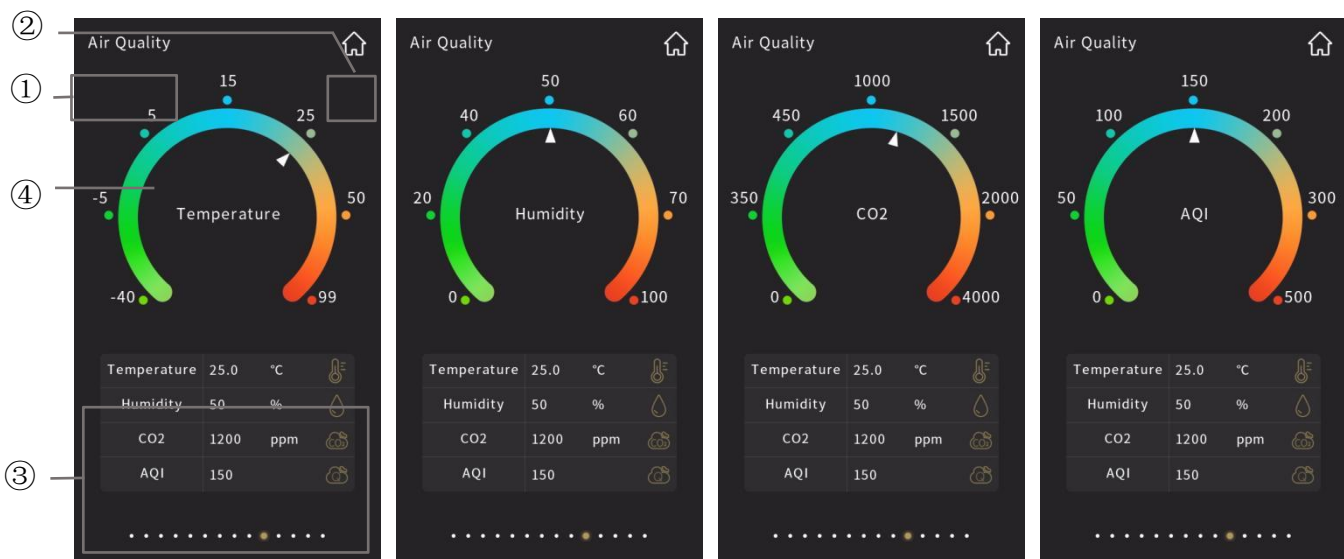 ②
①
④
③
Air Quality
15
5
25
-5
50
Temperature
-40
99
Temperature 25.0 ℃
Humidity 50 %
CO2 1200 ppm
AQI 150
Air Quality
50
40
60
20
70
Humidity
0
100
Temperature 25.0 ℃
Humidity 50 %
CO2 1200 ppm
AQI 150
Air Quality
1000
450
1500
350
2000
CO2
0
4000
Temperature 25.0 ℃
Humidity 50 %
CO2 1200 ppm
AQI 150
Air Quality
150
100
200
50
300
AQI
0
500
Temperature 25.0 ℃
Humidity 50 %
CO2 1200 ppm
AQI 150